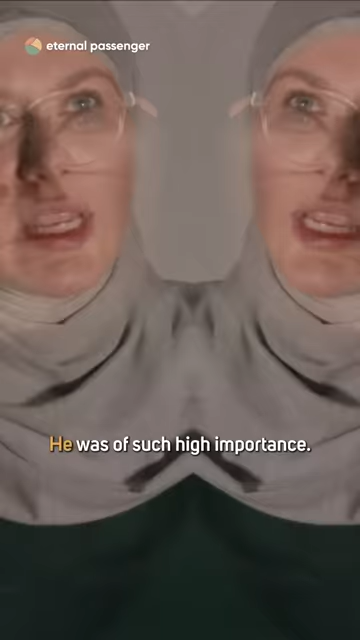 eternal passenger
He was of such high importance.